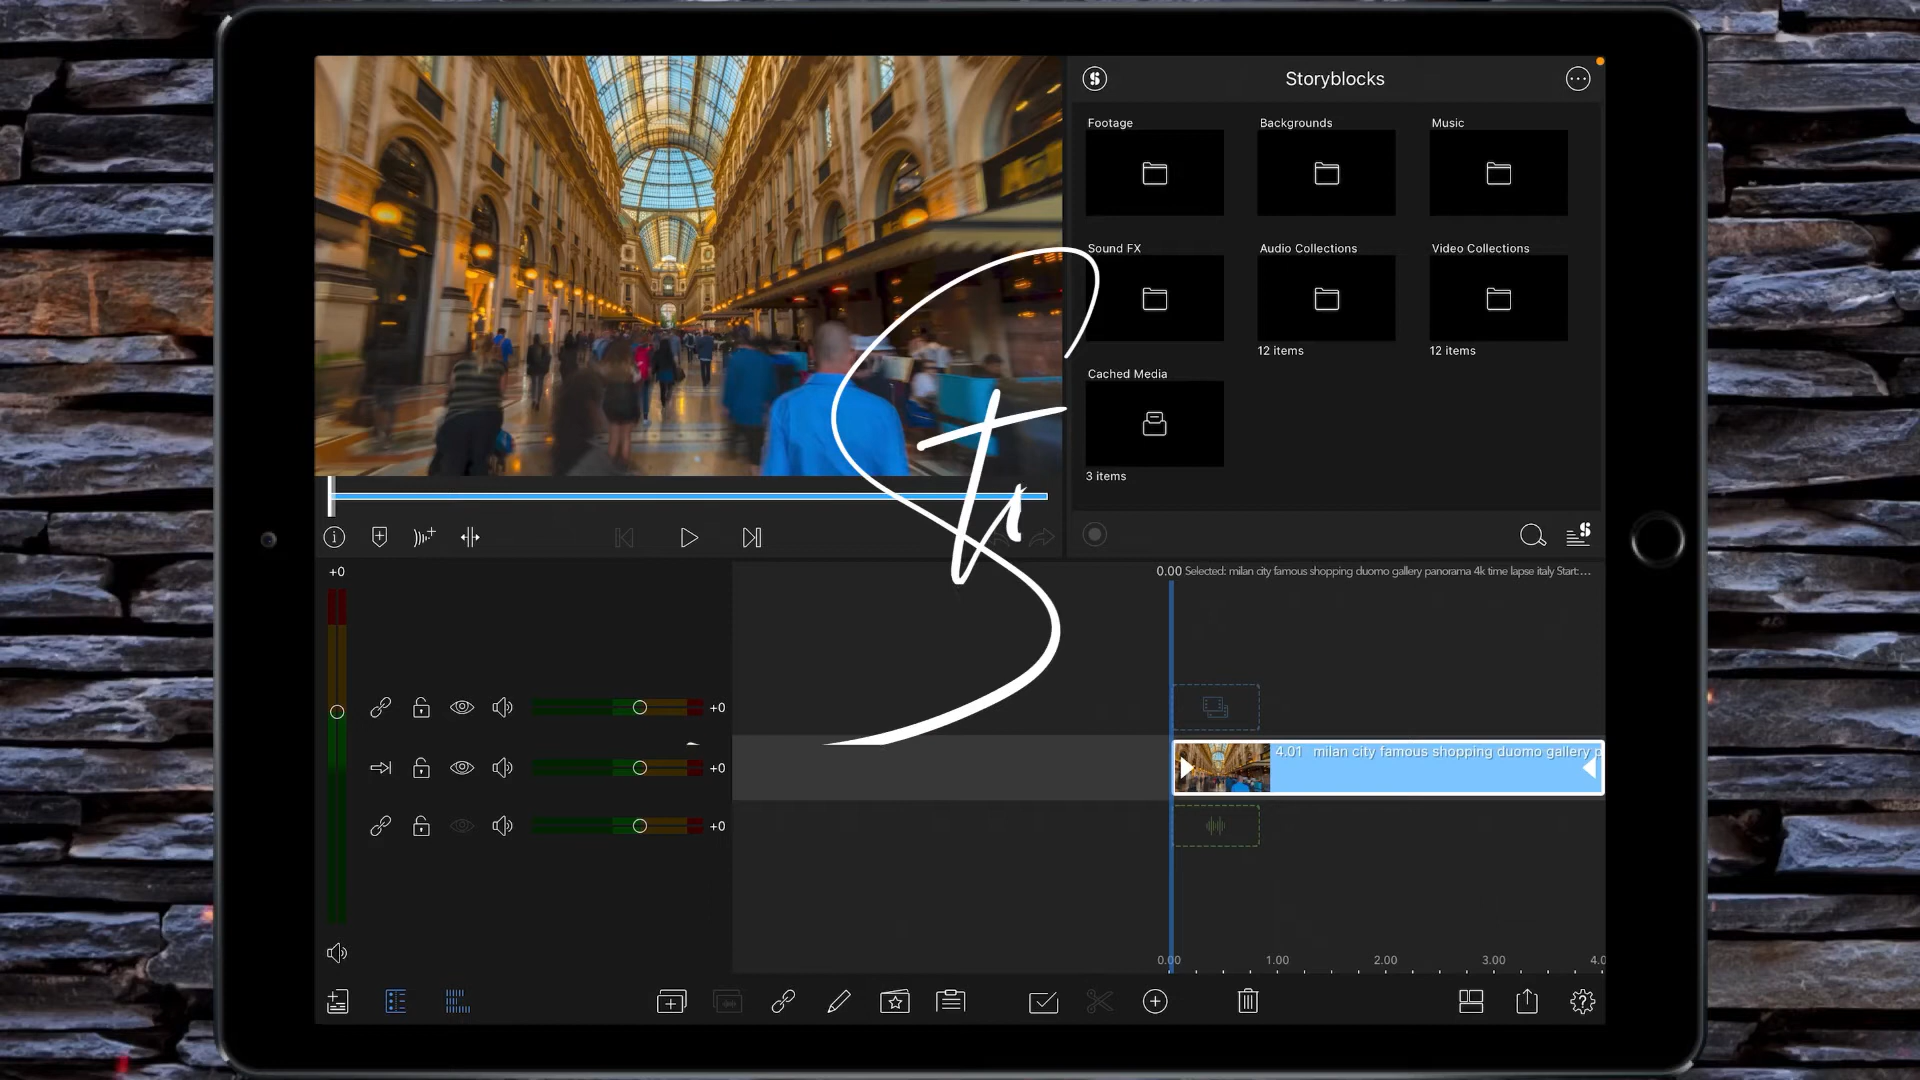 Storyblocks
Footage
Backgrounds
Music
Sound FX
Audio Collections
Video Collections
12 items
12 items
Cached Media
3 items
+0
0.00 Selected: milan city famous shopping duomo gallery panorama 4k time lapse italy Start:...
+0
4.01 milan city famous shopping duomo gallery
+0
+0
0.00
1.00
2.00
3.00
4.0